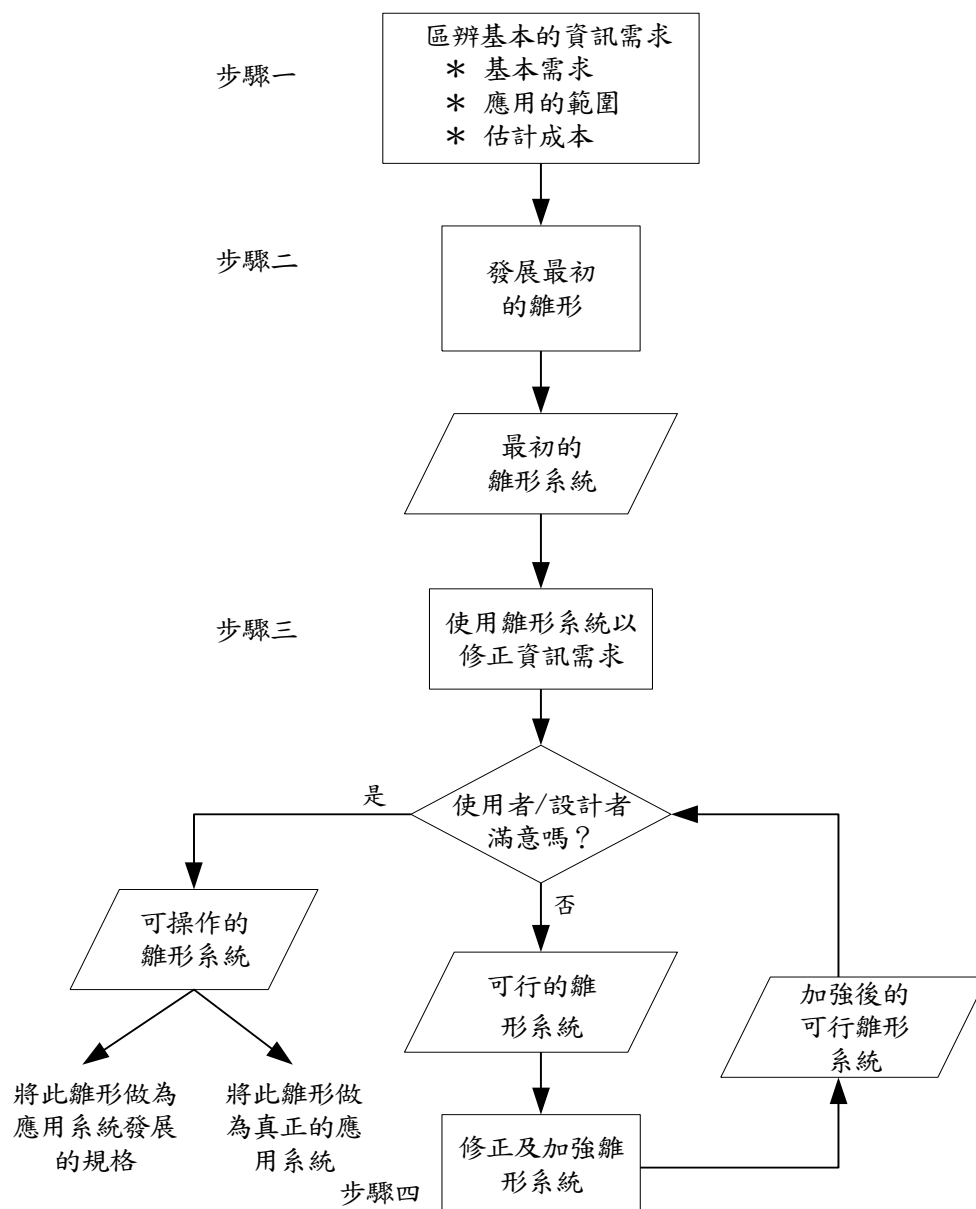 步驟一
區辨基本的資訊需求
＊ 基本需求
＊ 應用的範圍
＊ 估計成本
步驟二
發展最初
的雛形
最初的
雛形系統
步驟三
使用雛形系統以
修正資訊需求
使用者/設計者
滿意嗎？
是
否
可操作的
雛形系統
可行的雛
形系統
加強後的
可行雛形
系統
將此雛形做為
應用系統發展
的規格
將此雛形做
為真正的應
用系統
步驟四
修正及加強雛
形系統